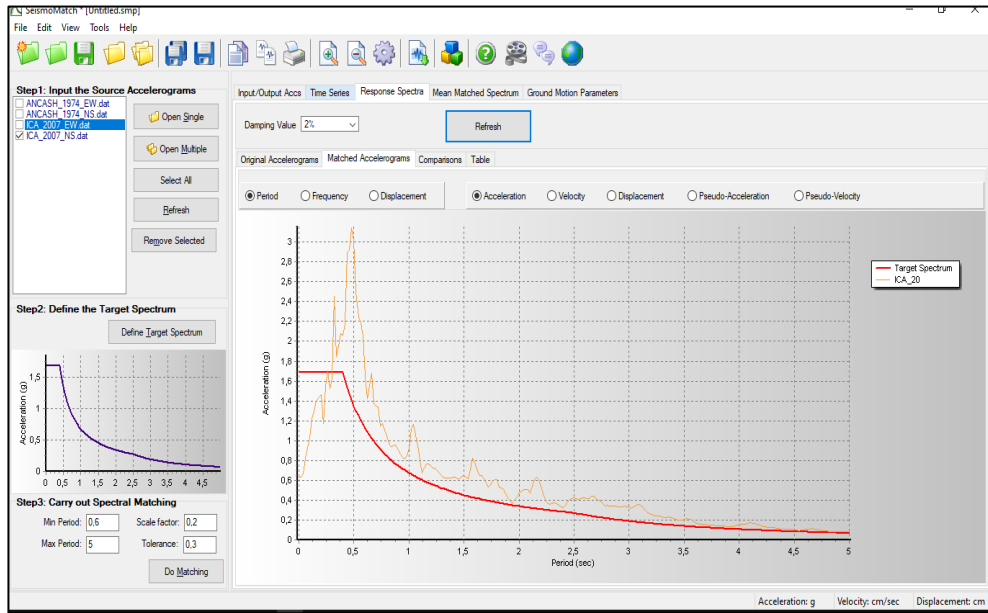 SeismoMatch * [Untitled.smp]
File Edit View Tools Help
Step1: Input the Source Accelerograms
ANCASH_1974_EW.dat
ANCASH_1974_NS.dat
ICA_2007_EW.dat
ICA_2007_NS.dat
Open Single
Open Multiple
Select All
Refresh
Remove Selected
Step2: Define the Target Spectrum
Define Target Spectrum
Acceleration (g)
1,5
1
0,5
0
0 0,5 1 1,5 2 2,5 3 3,5 4 4,5
Step3: Carry out Spectral Matching
Min Period: 0,6 Scale factor: 0,2
Max Period: 5 Tolerance: 0,3
Do Matching
Input/Output Accs Time Series Response Spectra Mean Matched Spectrum Ground Motion Parameters
Damping Value 2% Refresh
Original Accelerograms Matched Accelerograms Comparisons Table
Period Frequency Displacement Acceleration Velocity Displacement Pseudo-Acceleration Pseudo-Velocity
Acceleration (g)
3
2,8
2,6
2,4
2,2
2
1,8
1,6
1,4
1,2
1
0,8
0,6
0,4
0,2
0
0 0,5 1 1,5 2 2,5 3 3,5 4 4,5 5
Period (sec)
Target Spectrum
ICA_20
Acceleration: g Velocity: cm/sec Displacement: cm